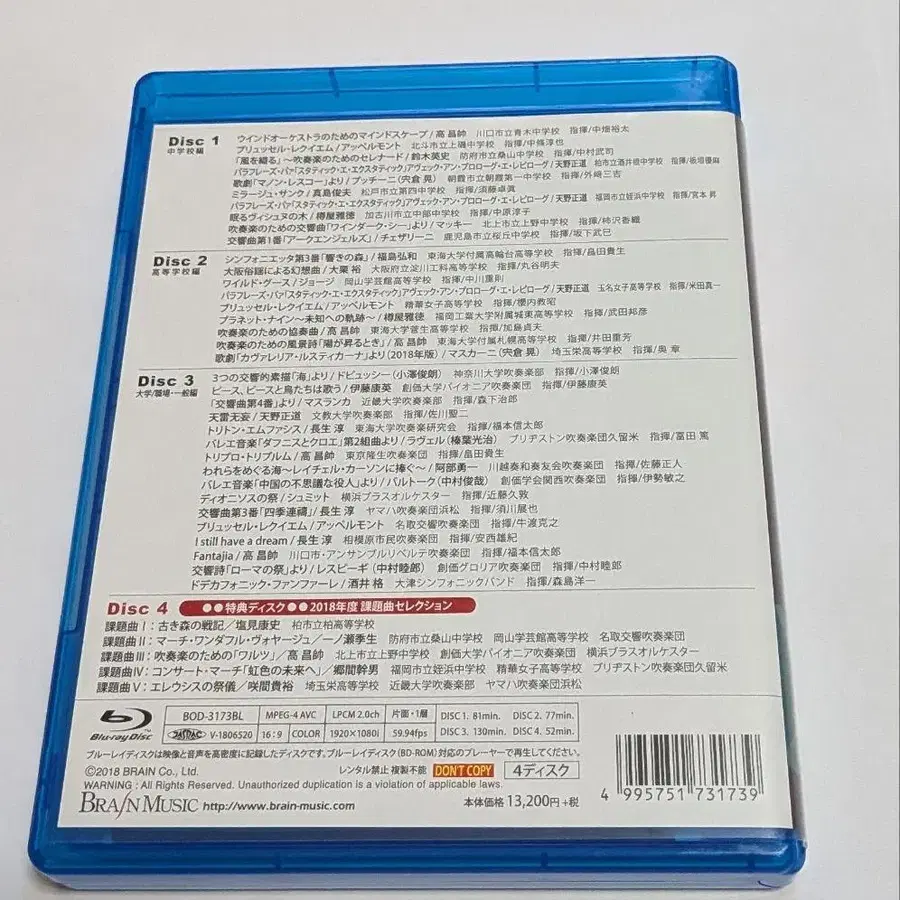 Disc 1
中学校編
ウインドオーケストラのためのマインドスケープ/高 昌帥 川口市立青木中学校 指揮/中畑裕太
ブリュッセル・レクイエム/アッペルモント 北斗市立上磯中学校 指揮/中條淳也
「風を織る」～吹奏楽のためのセレナード/鈴木英史 防府市立桑山中学校 指揮/中村武司
パラフレーズ・パァ「スタティック・エ・エクスタティック」アヴェック・アン・プロローグ・エ・レピローグ/天野正道 柏市立酒井根中学校 指揮/板垣優麻
歌劇「マノン・レスコー」より/プッチーニ(宍倉 晃) 朝霞市立朝霞第一中学校 指揮/外﨑三吉
ミラージュ・サンク/真島俊夫 松戸市立第四中学校 指揮/須藤卓眞
パラフレーズ・パァ「スタティック・エ・エクスタティック」アヴェック・アン・プロローグ・エ・レピローグ/天野正道 福岡市立姪浜中学校 指揮/宮本 昇
眠るヴィシュヌの木/樽屋雅徳 加古川市立中部中学校 指揮/中原淳子
吹奏楽のための交響曲「ワインダーク・シー」より/マッキー 北上市立上野中学校 指揮/柿沢香織
交響曲第1番「アークエンジェルズ」/チェザリーニ 鹿児島市立桜丘中学校 指揮/坂下武巳
Disc 2
高等学校編
シンフォニエッタ第3番「響きの森」/福島弘和 東海大学付属高輪台高等学校 指揮/畠田貴生
大阪俗謡による幻想曲/大栗 裕 大阪府立淀川工科高等学校 指揮/丸谷明夫
ワイルド・グース/ジョージ 岡山学芸館高等学校 指揮/中川重則
パラフレーズ・パァ「スタティック・エ・エクスタティック」アヴェック・アン・プロローグ・エ・レピローグ/天野正道 玉名女子高等学校 指揮/米田真一
ブリュッセル・レクイエム/アッペルモント 精華女子高等学校 指揮/櫻内教昭
プラネット・ナイン～未知への軌跡～/樽屋雅徳 福岡工業大学附属城東高等学校 指揮/武田邦彦
吹奏楽のための協奏曲/高 昌帥 東海大学菅生高等学校 指揮/加島貞夫
吹奏楽のための風景詩「陽が昇るとき」/高 昌帥 東海大学付属札幌高等学校 指揮/井田重芳
歌劇「カヴァレリア・ルスティカーナ」より(2018年版)/マスカーニ(宍倉 晃) 埼玉栄高等学校 指揮/奥 章
Disc 3
大学/職場・一般編
3つの交響的素描「海」より/ドビュッシー(小澤俊朗) 神奈川大学吹奏楽部 指揮/小澤俊朗
ピース、ピースと鳥たちは歌う/伊藤康英 創価大学パイオニア吹奏楽団 指揮/伊藤康英
「交響曲第4番」より/マスランカ 近畿大学吹奏楽部 指揮/森下治郎
天雷无妄/天野正道 文教大学吹奏楽部 指揮/佐川聖二
トリトン・エムファシス/長生 淳 東海大学吹奏楽研究会 指揮/福本信太郎
バレエ音楽「ダフニスとクロエ」第2組曲より/ラヴェル(榛葉光治) ブリヂストン吹奏楽団久留米 指揮/冨田 篤
トリプロ・トリプルム/高 昌帥 東京隆生吹奏楽団 指揮/畠田貴生
われらをめぐる海～レイチェル・カーソンに捧ぐ～/阿部勇一 川越奏和奏友会吹奏楽団 指揮/佐藤正人
バレエ音楽「中国の不思議な役人」より/バルトーク(中村俊哉) 創価学会関西吹奏楽団 指揮/伊勢敏之
ディオニソスの祭/シュミット 横浜ブラスオルケスター 指揮/近藤久敦
交響曲第3番「四季連禱」/長生 淳 ヤマハ吹奏楽団浜松 指揮/須川展也
ブリュッセル・レクイエム/アッペルモント 名取交響吹奏楽団 指揮/牛渡克之
I still have a dream/長生 淳 相模原市民吹奏楽団 指揮/安西雄紀
Fantajia/高 昌帥 川口市・アンサンブルリベルテ吹奏楽団 指揮/福本信太郎
交響詩「ローマの祭」より/レスピーギ(中村睦郎) 創価グロリア吹奏楽団 指揮/中村睦郎
ドデカフォニック・ファンファーレ/酒井 格 大津シンフォニックバンド 指揮/森島洋一
Disc 4 ●●特典ディスク●●2018年度 課題曲セレクション
課題曲Ⅰ:古き森の戦記/塩見康史 柏市立柏高等学校
課題曲Ⅱ:マーチ・ワンダフル・ヴォヤージュ/一ノ瀬季生 防府市立桑山中学校 岡山学芸館高等学校 名取交響吹奏楽団
課題曲Ⅲ:吹奏楽のための「ワルツ」/高 昌帥 北上市立上野中学校 創価大学パイオニア吹奏楽団 横浜ブラスオルケスター
課題曲Ⅳ:コンサート・マーチ「虹色の未来へ」/郷間幹男 福岡市立姪浜中学校 精華女子高等学校 ブリヂストン吹奏楽団久留米
課題曲Ⅴ:エレウシスの祭儀/咲間貴裕 埼玉栄高等学校 近畿大学吹奏楽部 ヤマハ吹奏楽団浜松
Blu-ray Disc
BOD-3173BL MPEG-4 AVC LPCM 2.0ch 片面・1層 DISC 1. 81min. DISC 2. 77min.
JASRAC V-1806520 16:9 COLOR 1920×1080i 59.94fps DISC 3. 130min. DISC 4. 52min.
ブルーレイディスクは映像と音声を高密度に記録したディスクです。ブルーレイディスク(BD-ROM)対応のプレーヤーで再生してください。
©2018 BRAIN Co., Ltd.
レンタル禁止 複製不能 DON'T COPY 4ディスク
WARNING : All Rights Reserved. Unauthorized duplication is a violation of applicable laws.
BRAIN MUSIC http://www.brain-music.com
本体価格13,200円+税
4 995751 731739